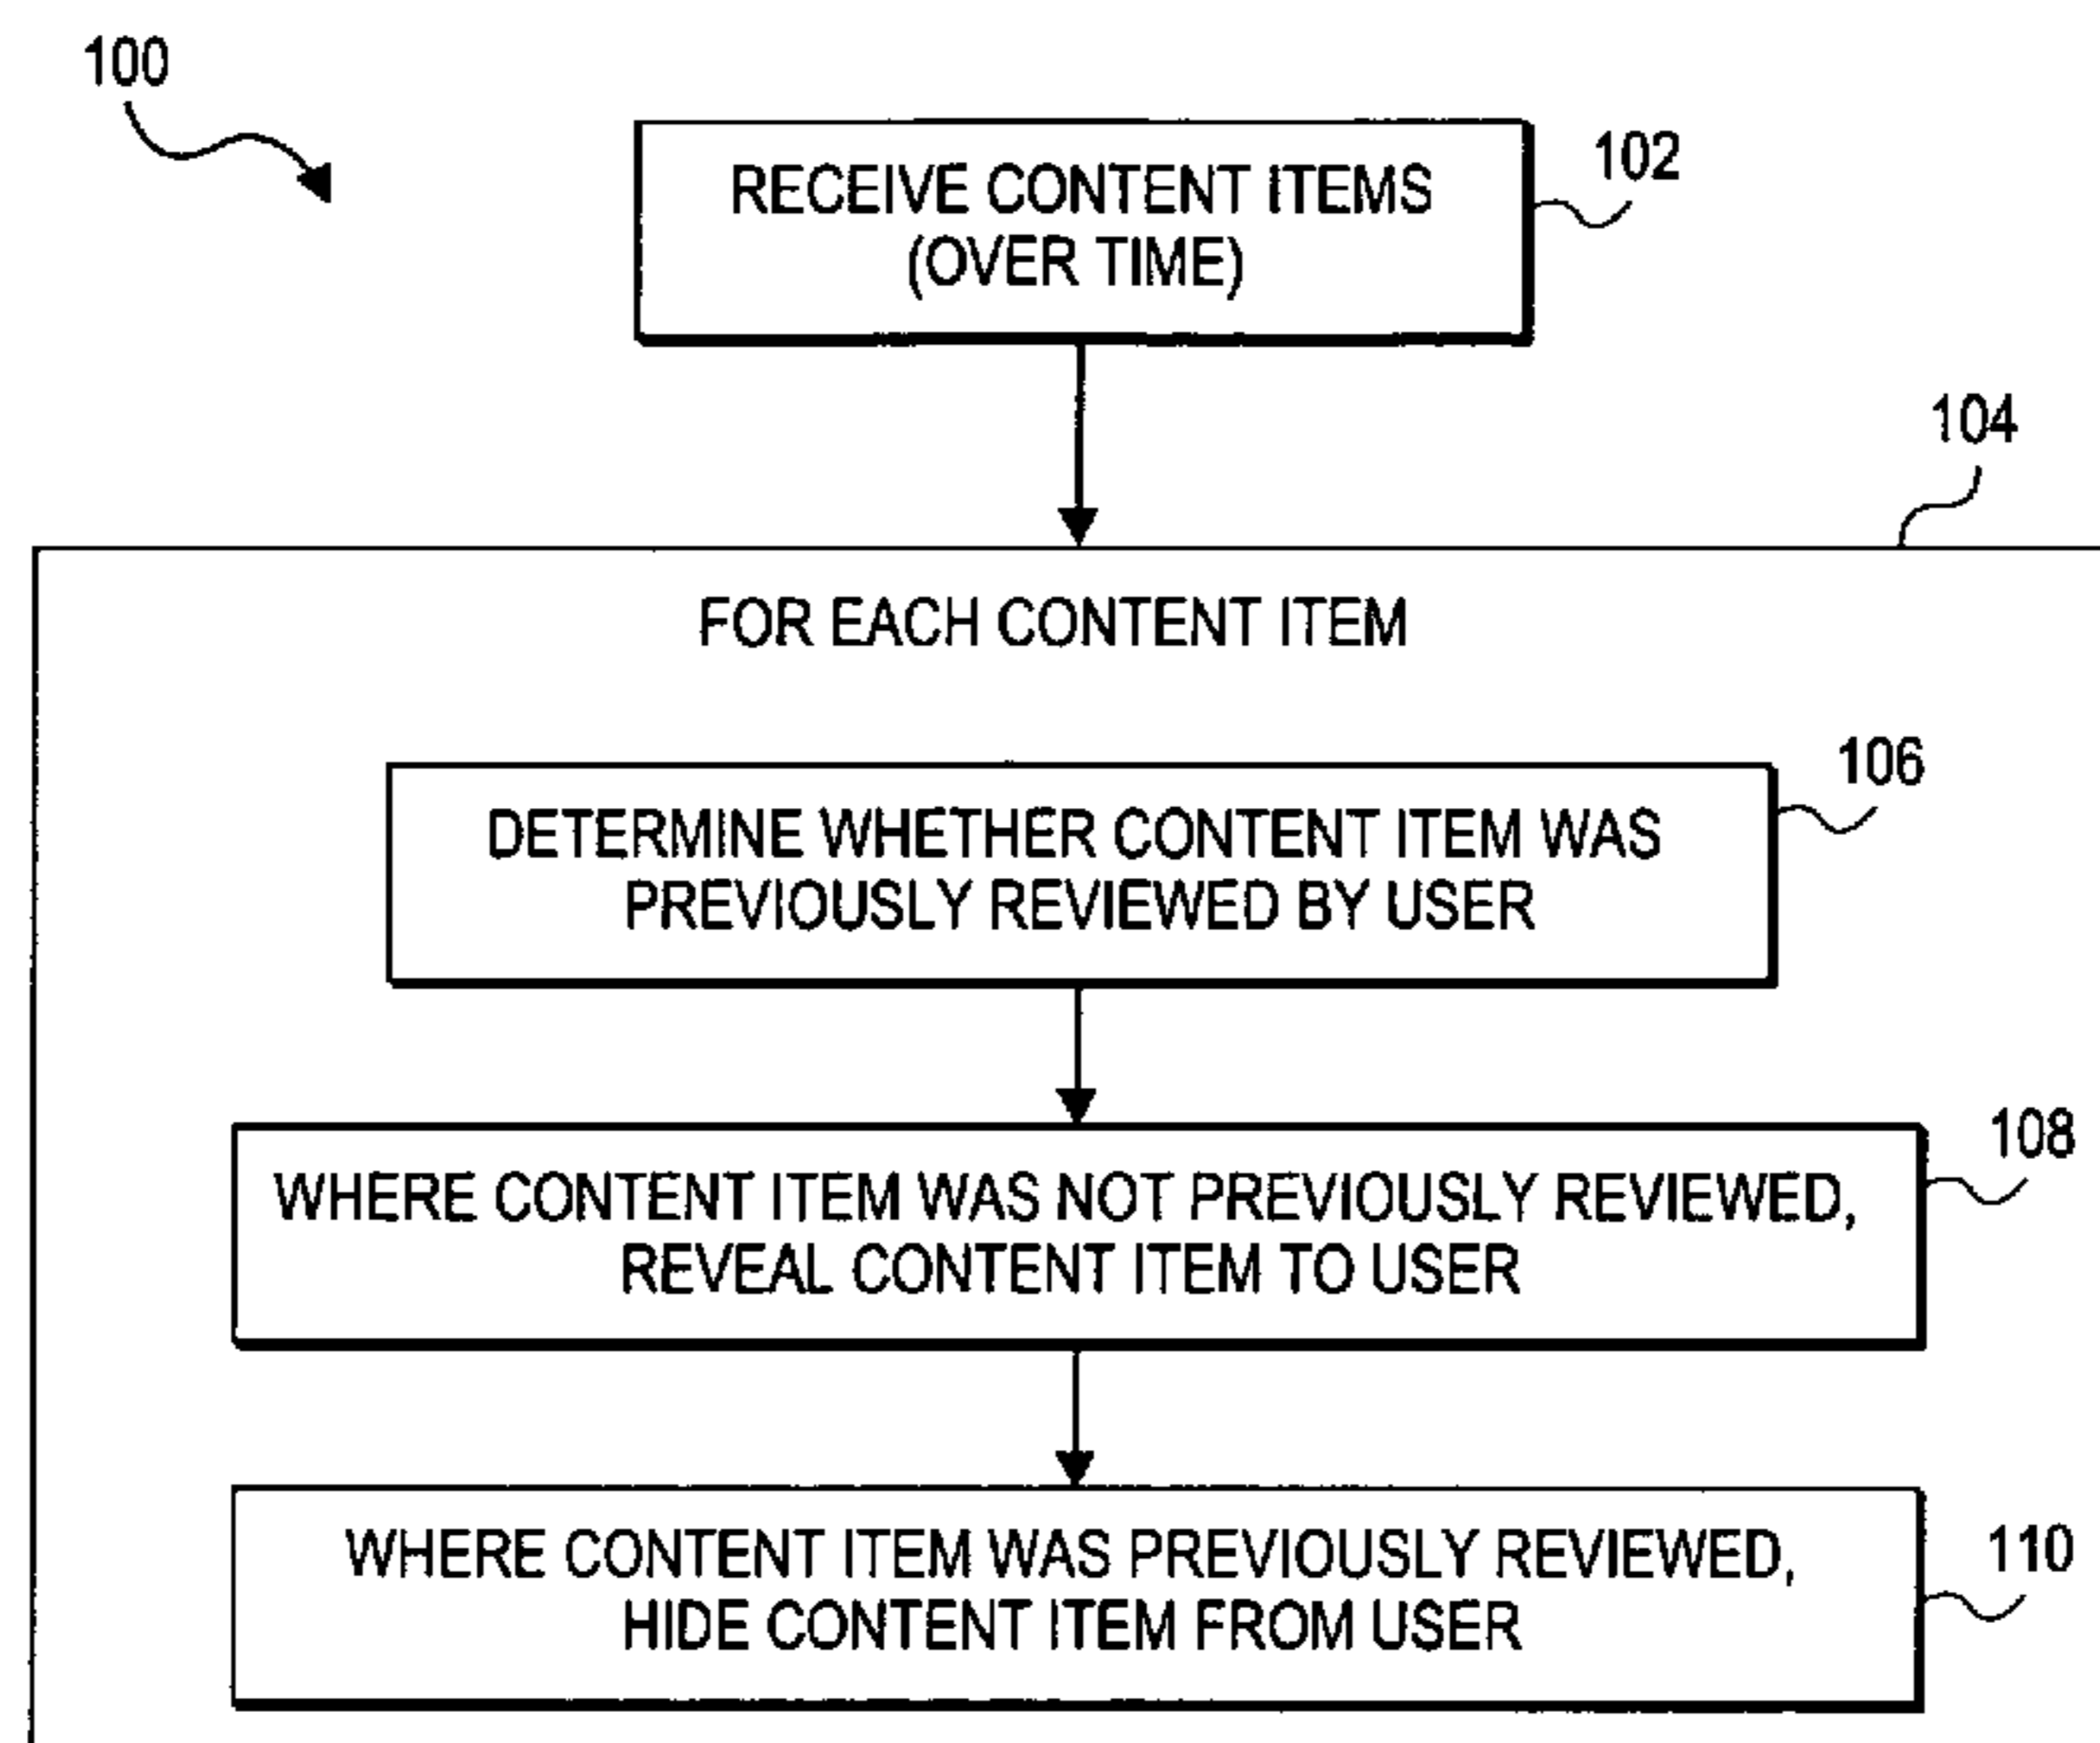 100
RECEIVE CONTENT ITEMS
(OVER TIME)
102
104
FOR EACH CONTENT ITEM
106
DETERMINE WHETHER CONTENT ITEM WAS
PREVIOUSLY REVIEWED BY USER
108
WHERE CONTENT ITEM WAS NOT PREVIOUSLY REVIEWED,
REVEAL CONTENT ITEM TO USER
110
WHERE CONTENT ITEM WAS PREVIOUSLY REVIEWED,
HIDE CONTENT ITEM FROM USER